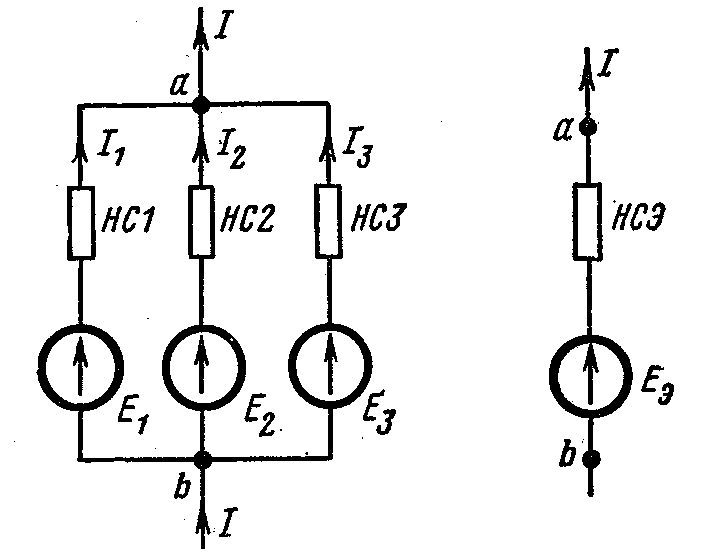 I
a
I₁ I₂ I₃
НС1 НС2 НС3
E₁ E₂ E₃
b
I
I
a
НСЭ
Eэ
b